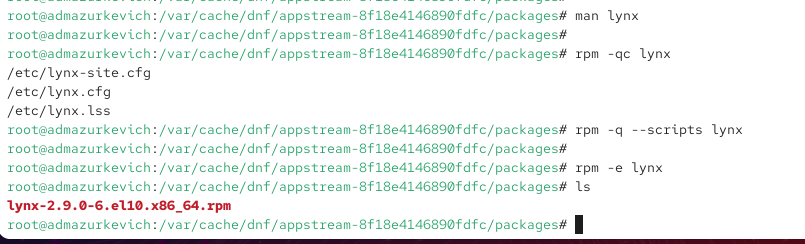 root@admazurkevich:/var/cache/dnf/appstream-8f18e4146890fdfc/packages# man lynx
root@admazurkevich:/var/cache/dnf/appstream-8f18e4146890fdfc/packages#
root@admazurkevich:/var/cache/dnf/appstream-8f18e4146890fdfc/packages# rpm -qc lynx
/etc/lynx-site.cfg
/etc/lynx.cfg
/etc/lynx.lss
root@admazurkevich:/var/cache/dnf/appstream-8f18e4146890fdfc/packages# rpm -q --scripts lynx
root@admazurkevich:/var/cache/dnf/appstream-8f18e4146890fdfc/packages#
root@admazurkevich:/var/cache/dnf/appstream-8f18e4146890fdfc/packages# rpm -e lynx
root@admazurkevich:/var/cache/dnf/appstream-8f18e4146890fdfc/packages# ls
lynx-2.9.0-6.el10.x86_64.rpm
root@admazurkevich:/var/cache/dnf/appstream-8f18e4146890fdfc/packages#